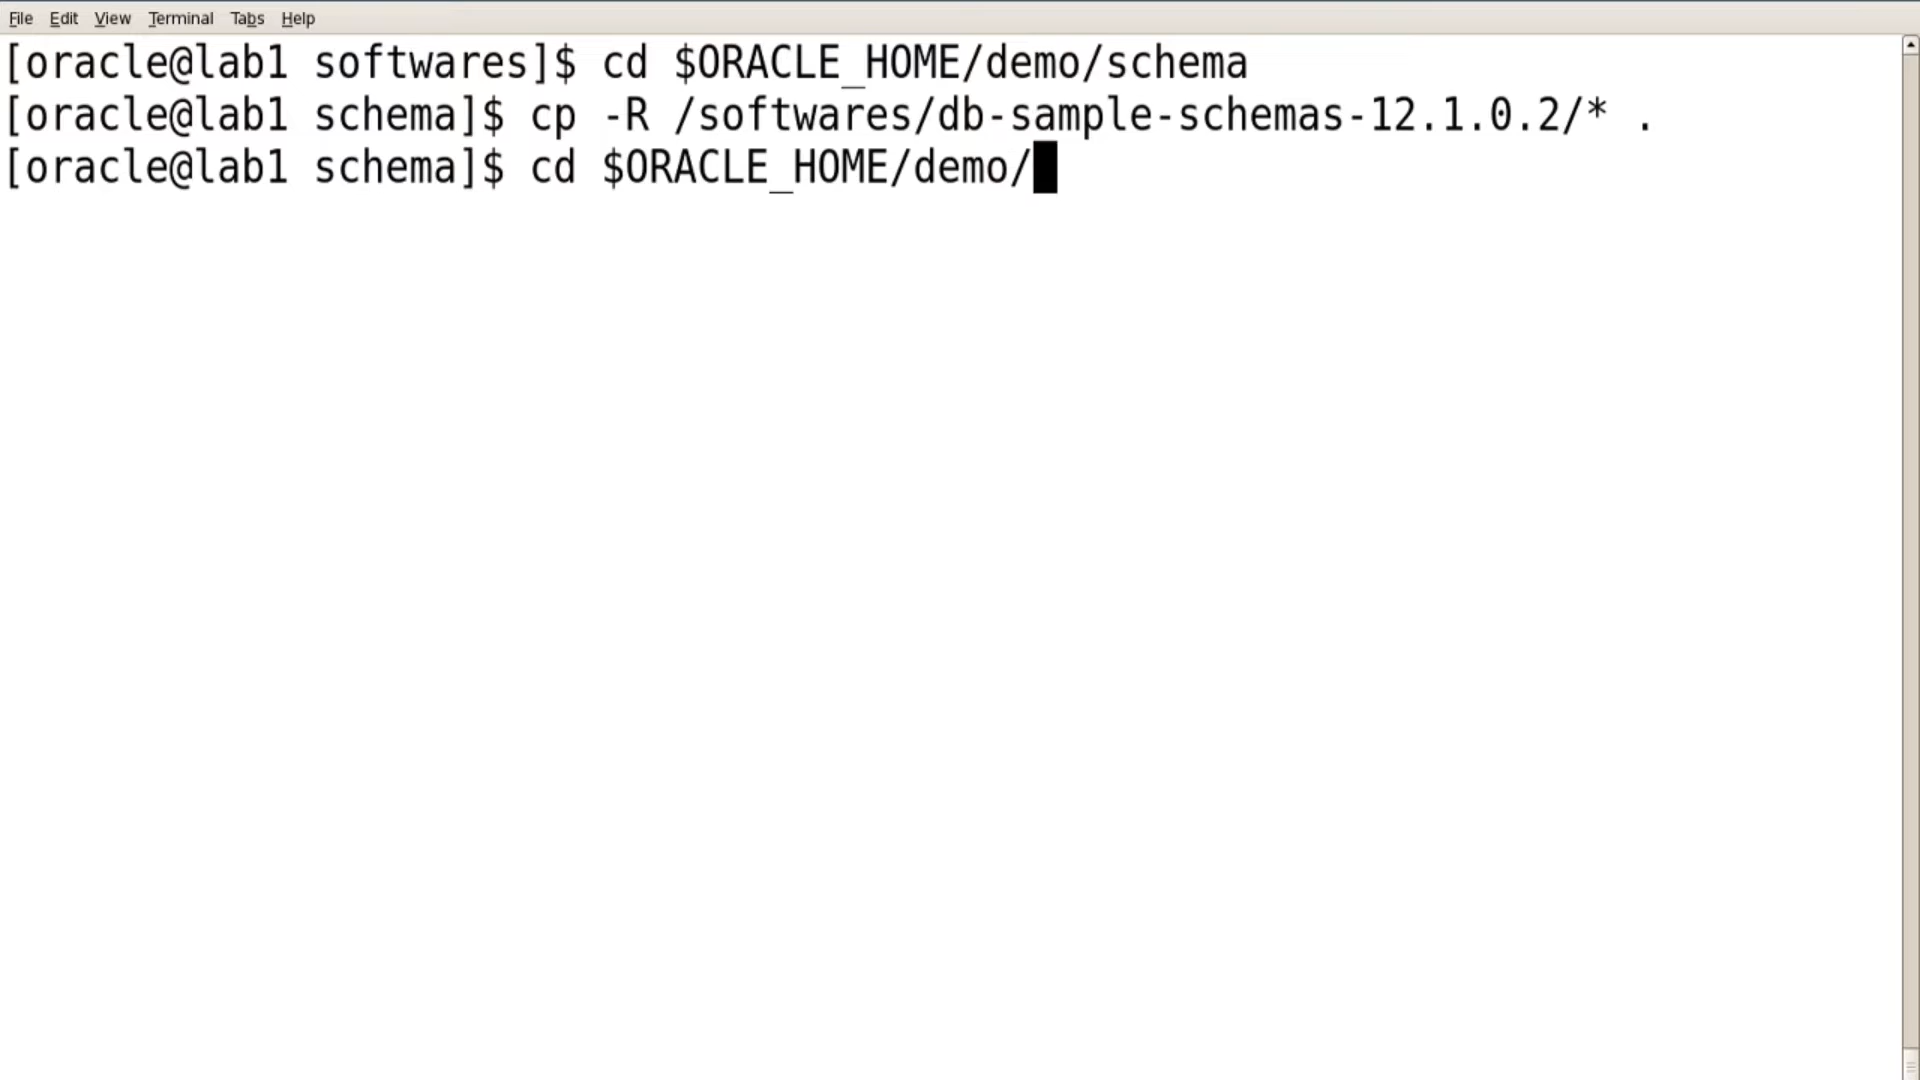 File Edit View Terminal Tabs Help
[oracle@lab1 softwares]$ cd $ORACLE_HOME/demo/schema
[oracle@lab1 schema]$ cp -R /softwares/db-sample-schemas-12.1.0.2/* .
[oracle@lab1 schema]$ cd $ORACLE_HOME/demo/